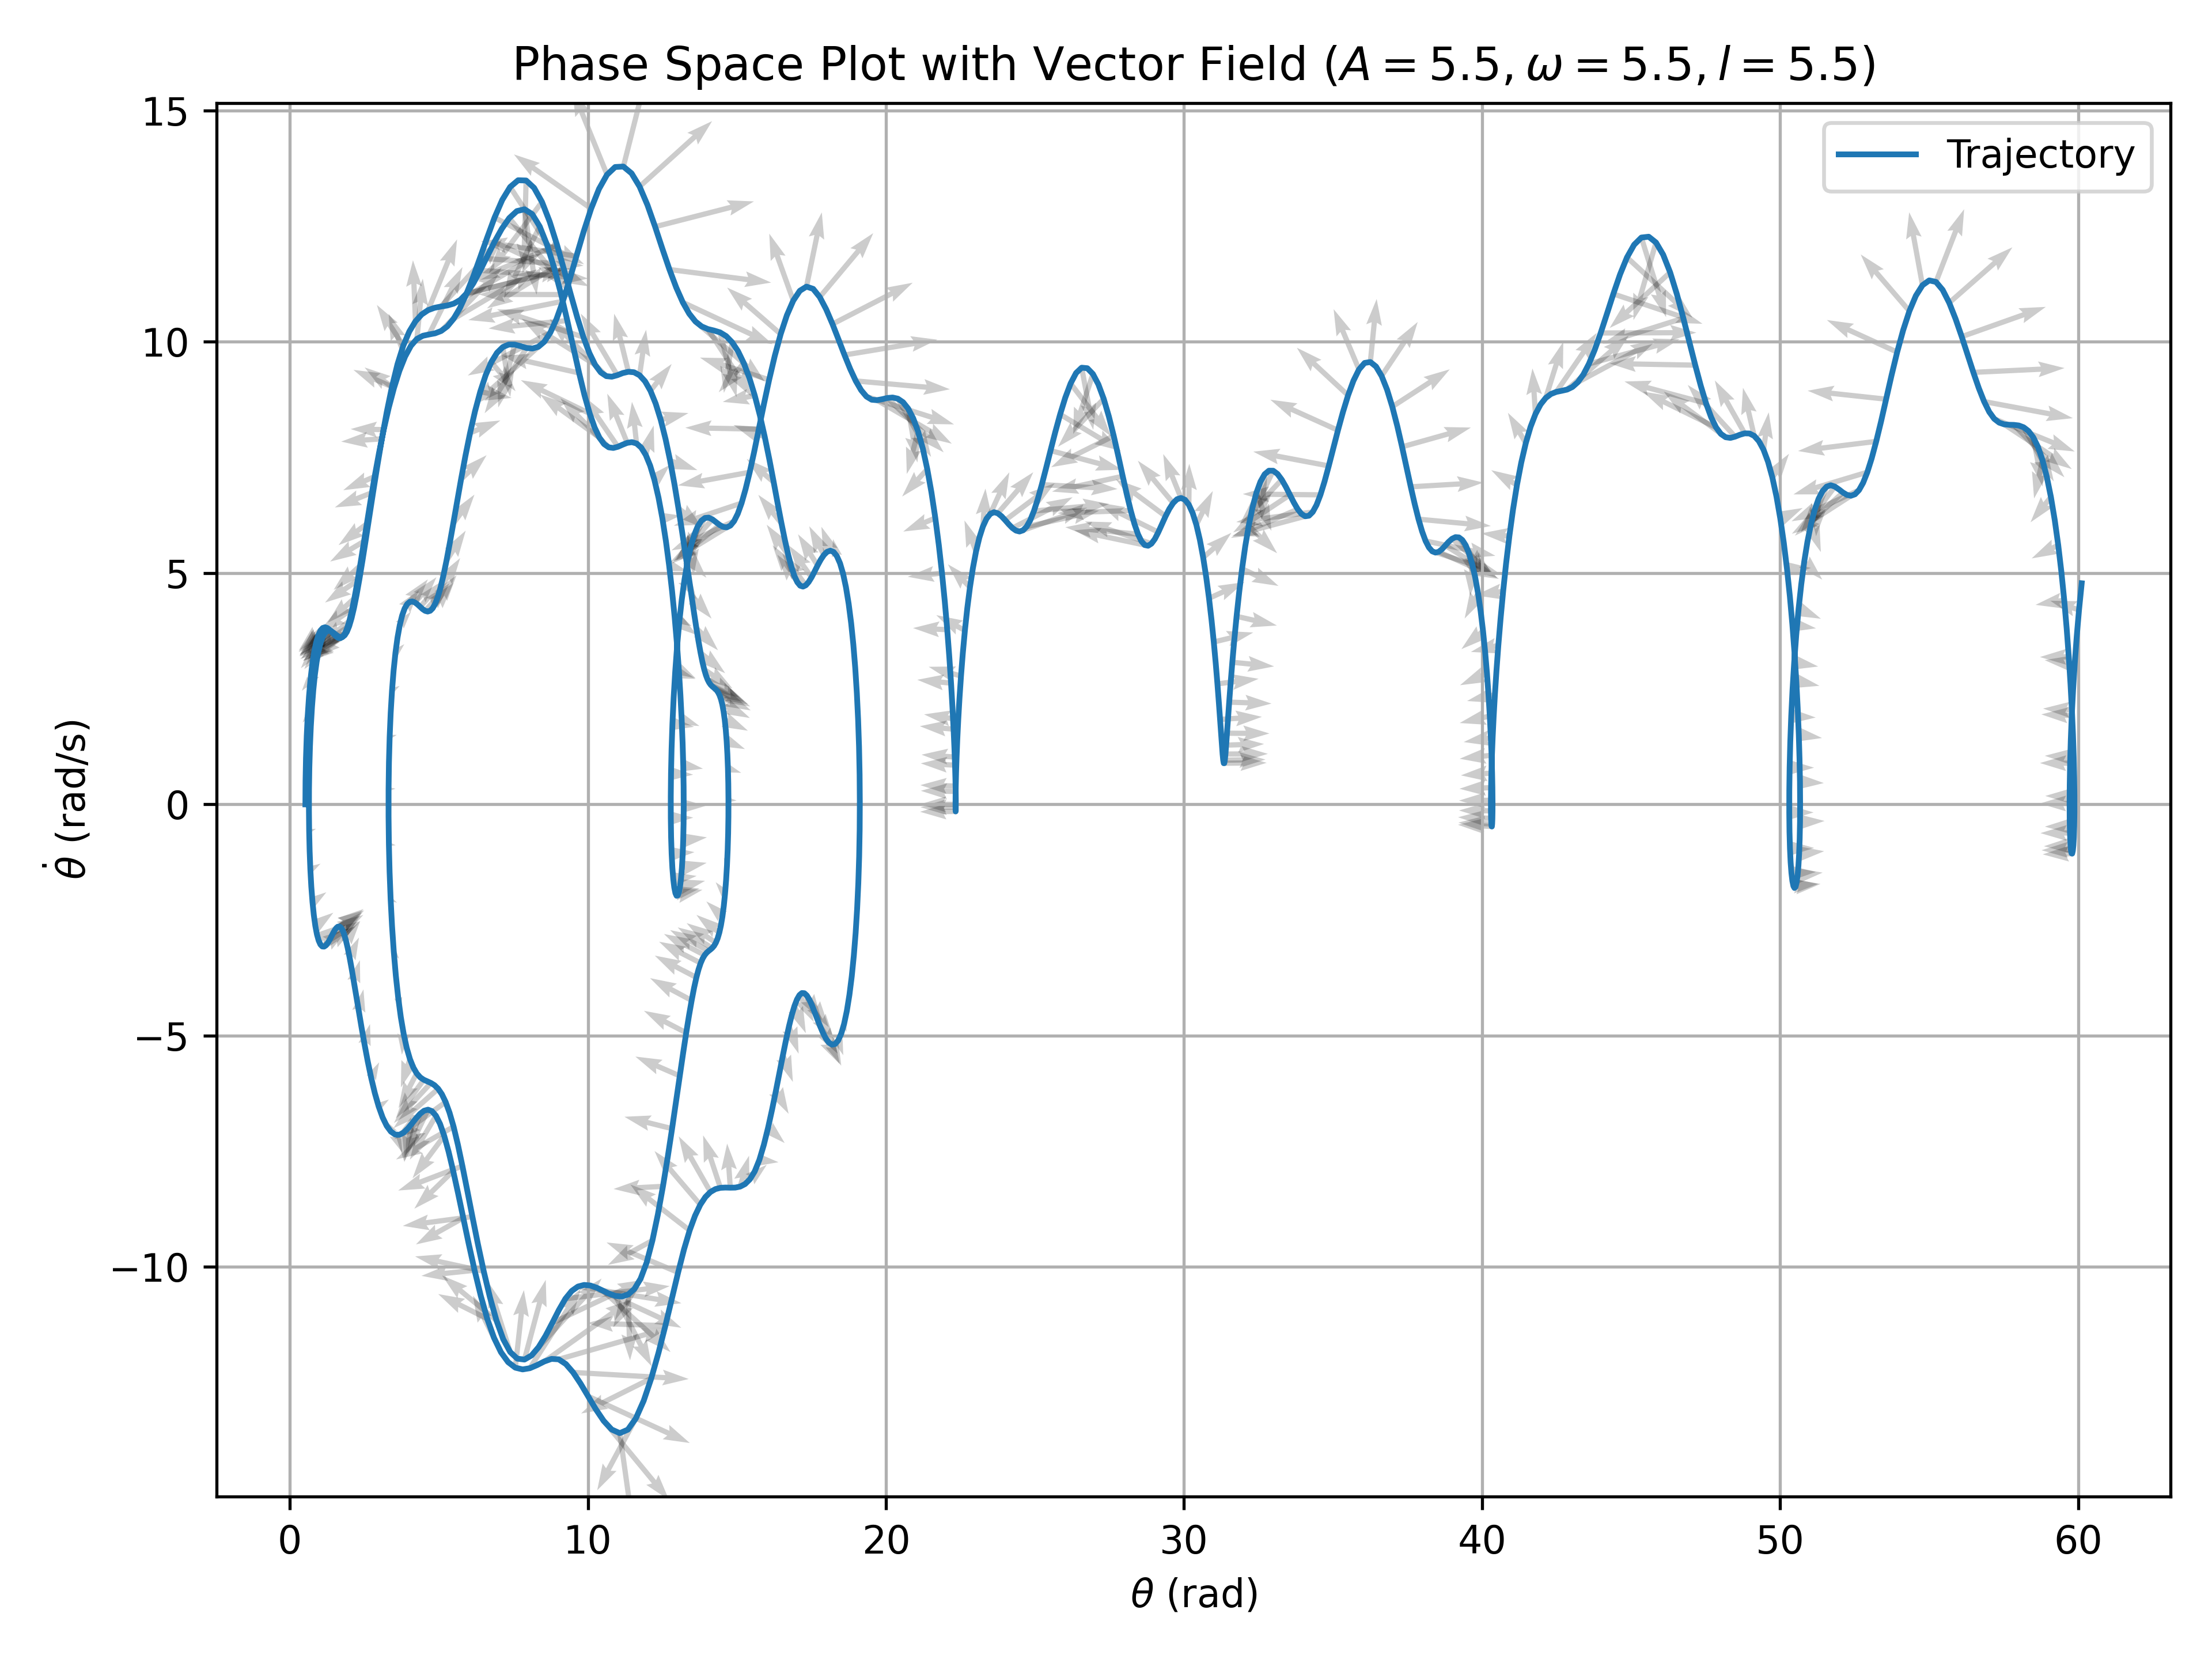 Phase Space Plot with Vector Field (A = 5.5, ω = 5.5, l = 5.5)
Trajectory
15
10
5
0
−5
−10
θ̇ (rad/s)
0 10 20 30 40 50 60
θ (rad)